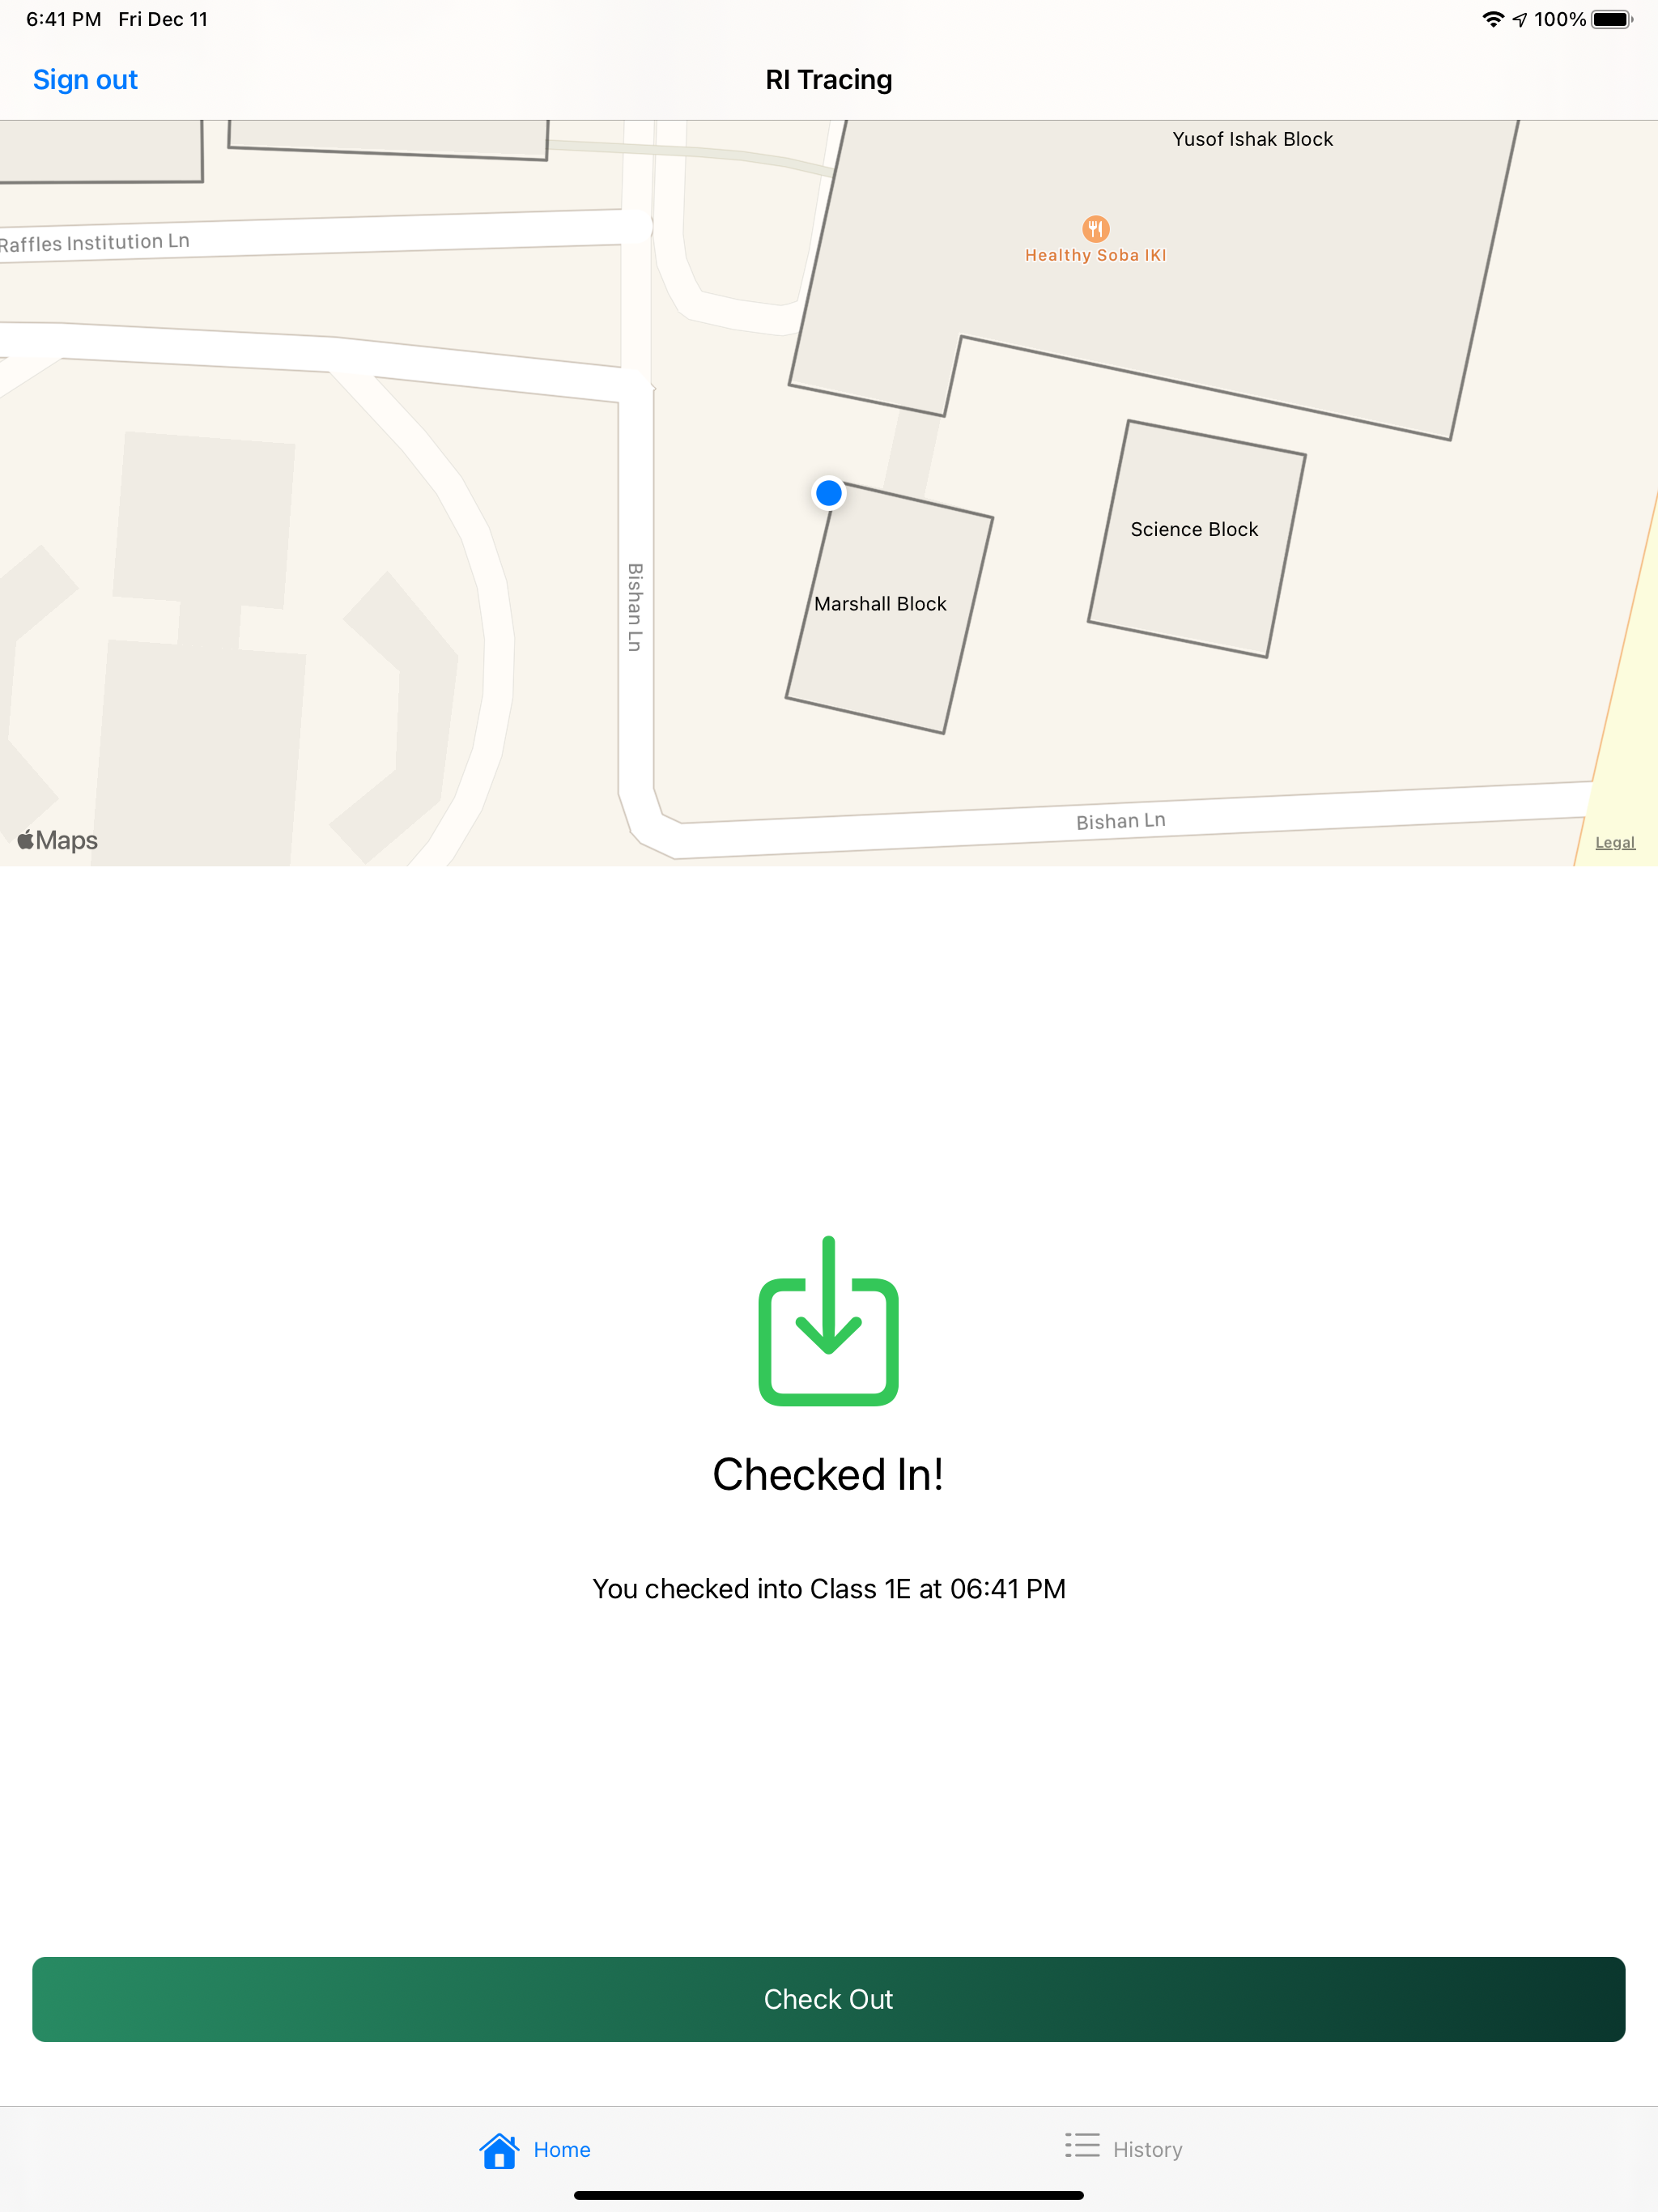 6:41 PM Fri Dec 11
100%
Sign out
RI Tracing
Yusof Ishak Block
Raffles Institution Ln
Healthy Soba IKI
Science Block
Bishan Ln
Marshall Block
Bishan Ln
Maps
Legal
Checked In!
You checked into Class 1E at 06:41 PM
Check Out
Home
History